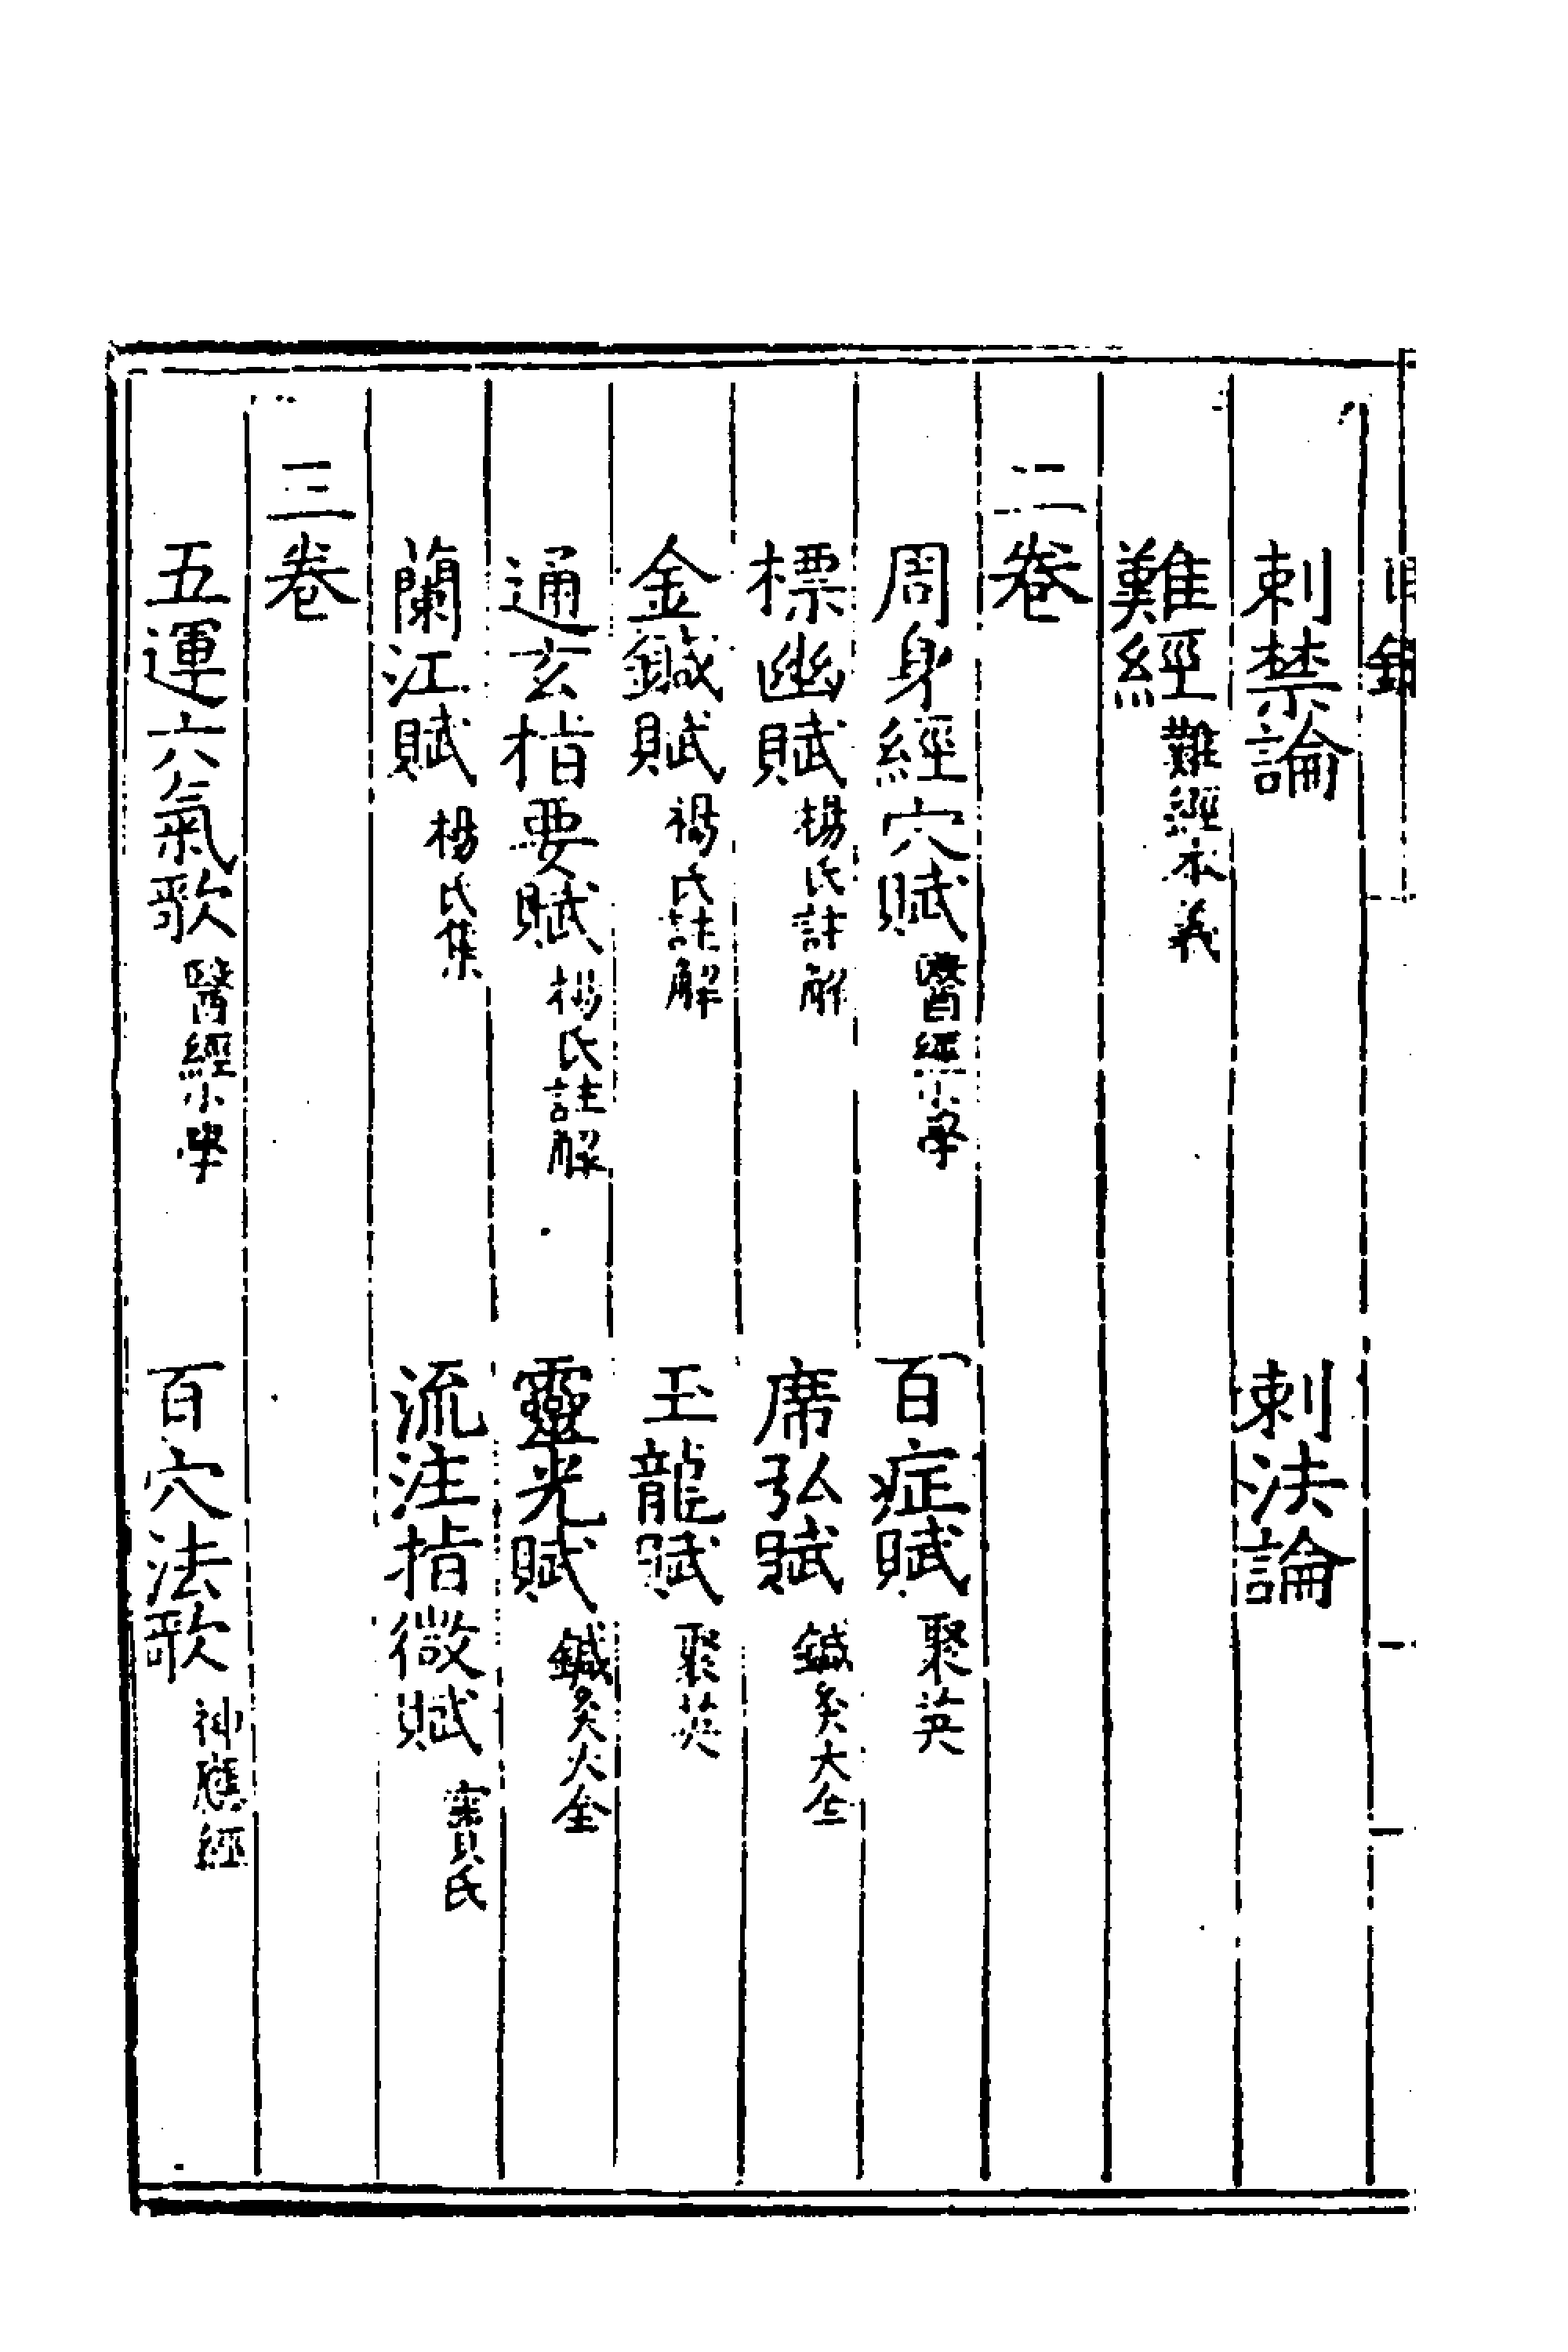 刺禁論 刺法論
難經 難經本義
二卷
周身經穴賦 醫經小學 百症賦 聚英
標幽賦 楊氏註解 席弘賦 鍼灸大全
金鍼賦 楊氏註解 玉龍賦 聚英
通玄指要賦 楊氏註解 靈光賦 鍼灸大全
蘭江賦 楊氏集 流注指微賦 竇氏
三卷
五運六氣歌 醫經小學 百穴法歌 神應經